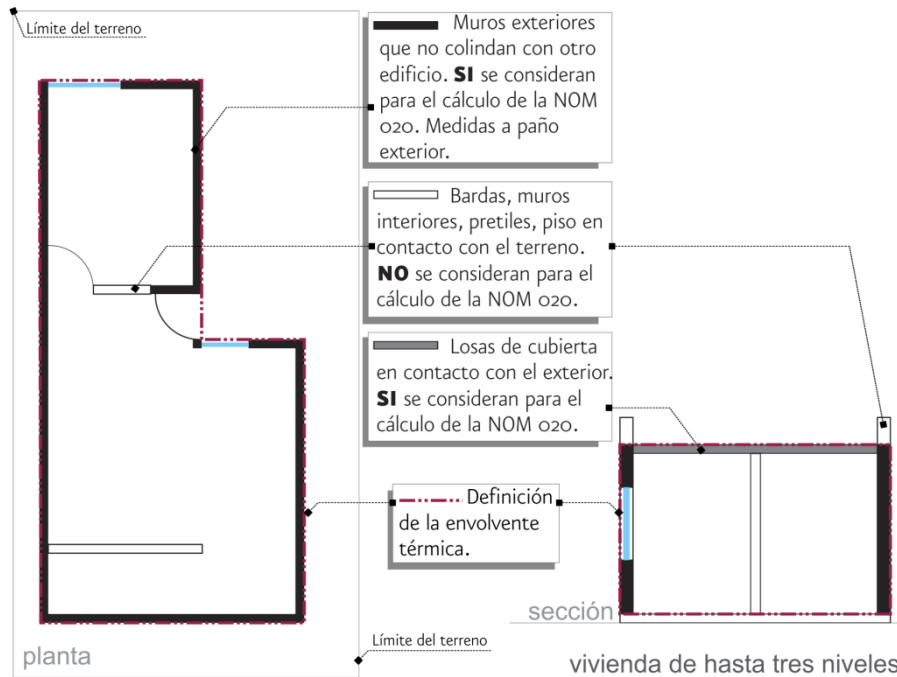 Límite del terreno
Muros exteriores
que no colindan con otro
edificio. SI se consideran
para el cálculo de la NOM
020. Medidas a paño
exterior.
Bardas, muros
interiores, pretiles, piso en
contacto con el terreno.
NO se consideran para el
cálculo de la NOM 020.
Losas de cubierta
en contacto con el exterior.
SI se consideran para el
cálculo de la NOM 020.
Definición
de la envolvente
térmica.
sección
Límite del terreno
planta
vivienda de hasta tres niveles